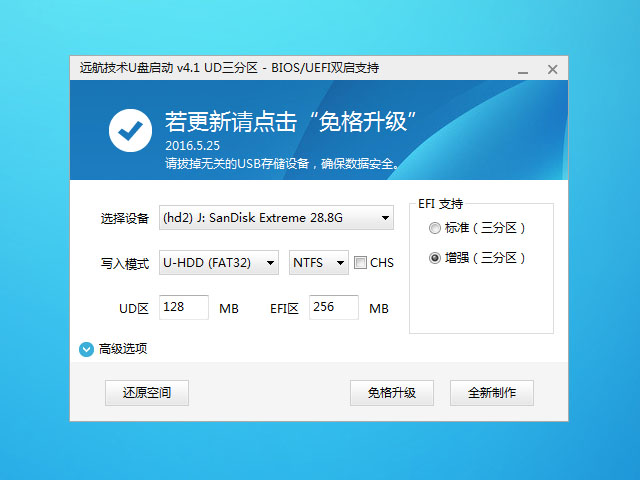 远航技术U盘启动 v4.1 UD三分区 - BIOS/UEFI双启支持
若更新请点击“免格升级”
2016.5.25
请拔掉无关的USB存储设备，确保数据安全。
选择设备 (hd2) J: SanDisk Extreme 28.8G
写入模式 U-HDD (FAT32) NTFS CHS
UD区 128 MB EFI区 256 MB
EFI 支持
标准（三分区）
增强（三分区）
高级选项
还原空间 免格升级 全新制作